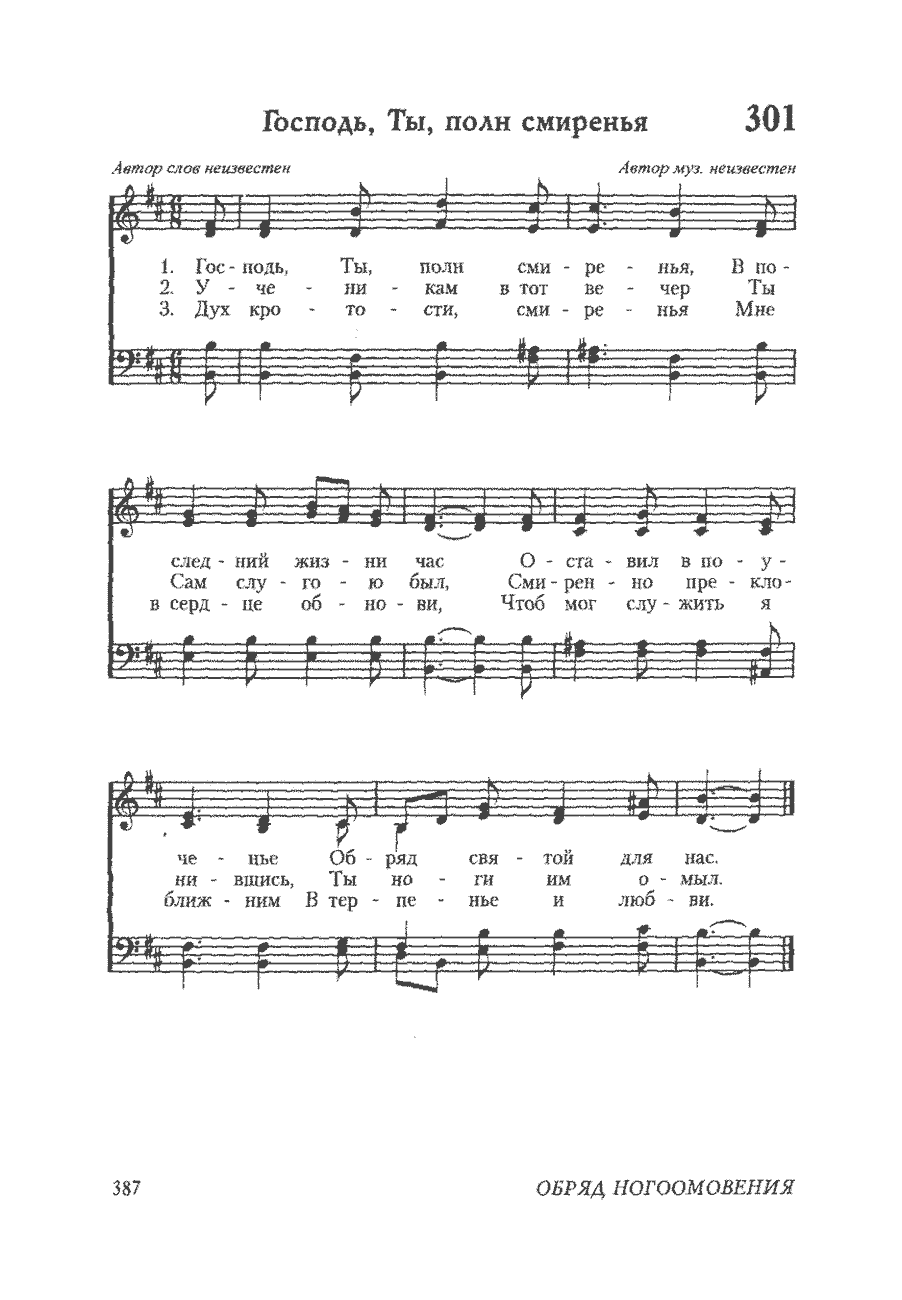 Господь, Ты, полн смиренья 301
Автор слов неизвестен Автор муз. неизвестен
1. Гос - подь, Ты, полн сми - ре - нья, В по -
2. У - че - ни - кам в тот ве - чер Ты
3. Дух кро - то - сти, сми - ре - нья Мне
след - ний жиз - ни час О - ста - вил в по - у -
Сам слу - го - ю был, Сми - рен - но пре - кло -
в серд - це об - но - ви, Чтоб мог слу - жить я
че - нье Об - ряд свя - той для нас.
ни - вшись, Ты но - ги им о - мыл.
ближ - ним В тер - пе - нье и люб - ви.
387 ОБРЯД НОГООМОВЕНИЯ